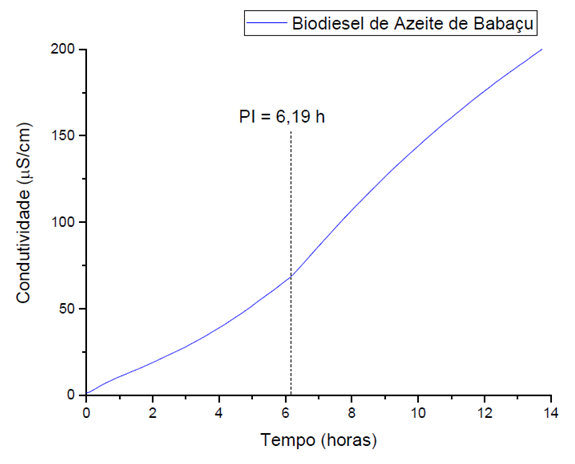 Biodiesel de Azeite de Babaçu
PI = 6,19 h
Condutividade (μS/cm)
200
150
100
50
0
0 2 4 6 8 10 12 14
Tempo (horas)